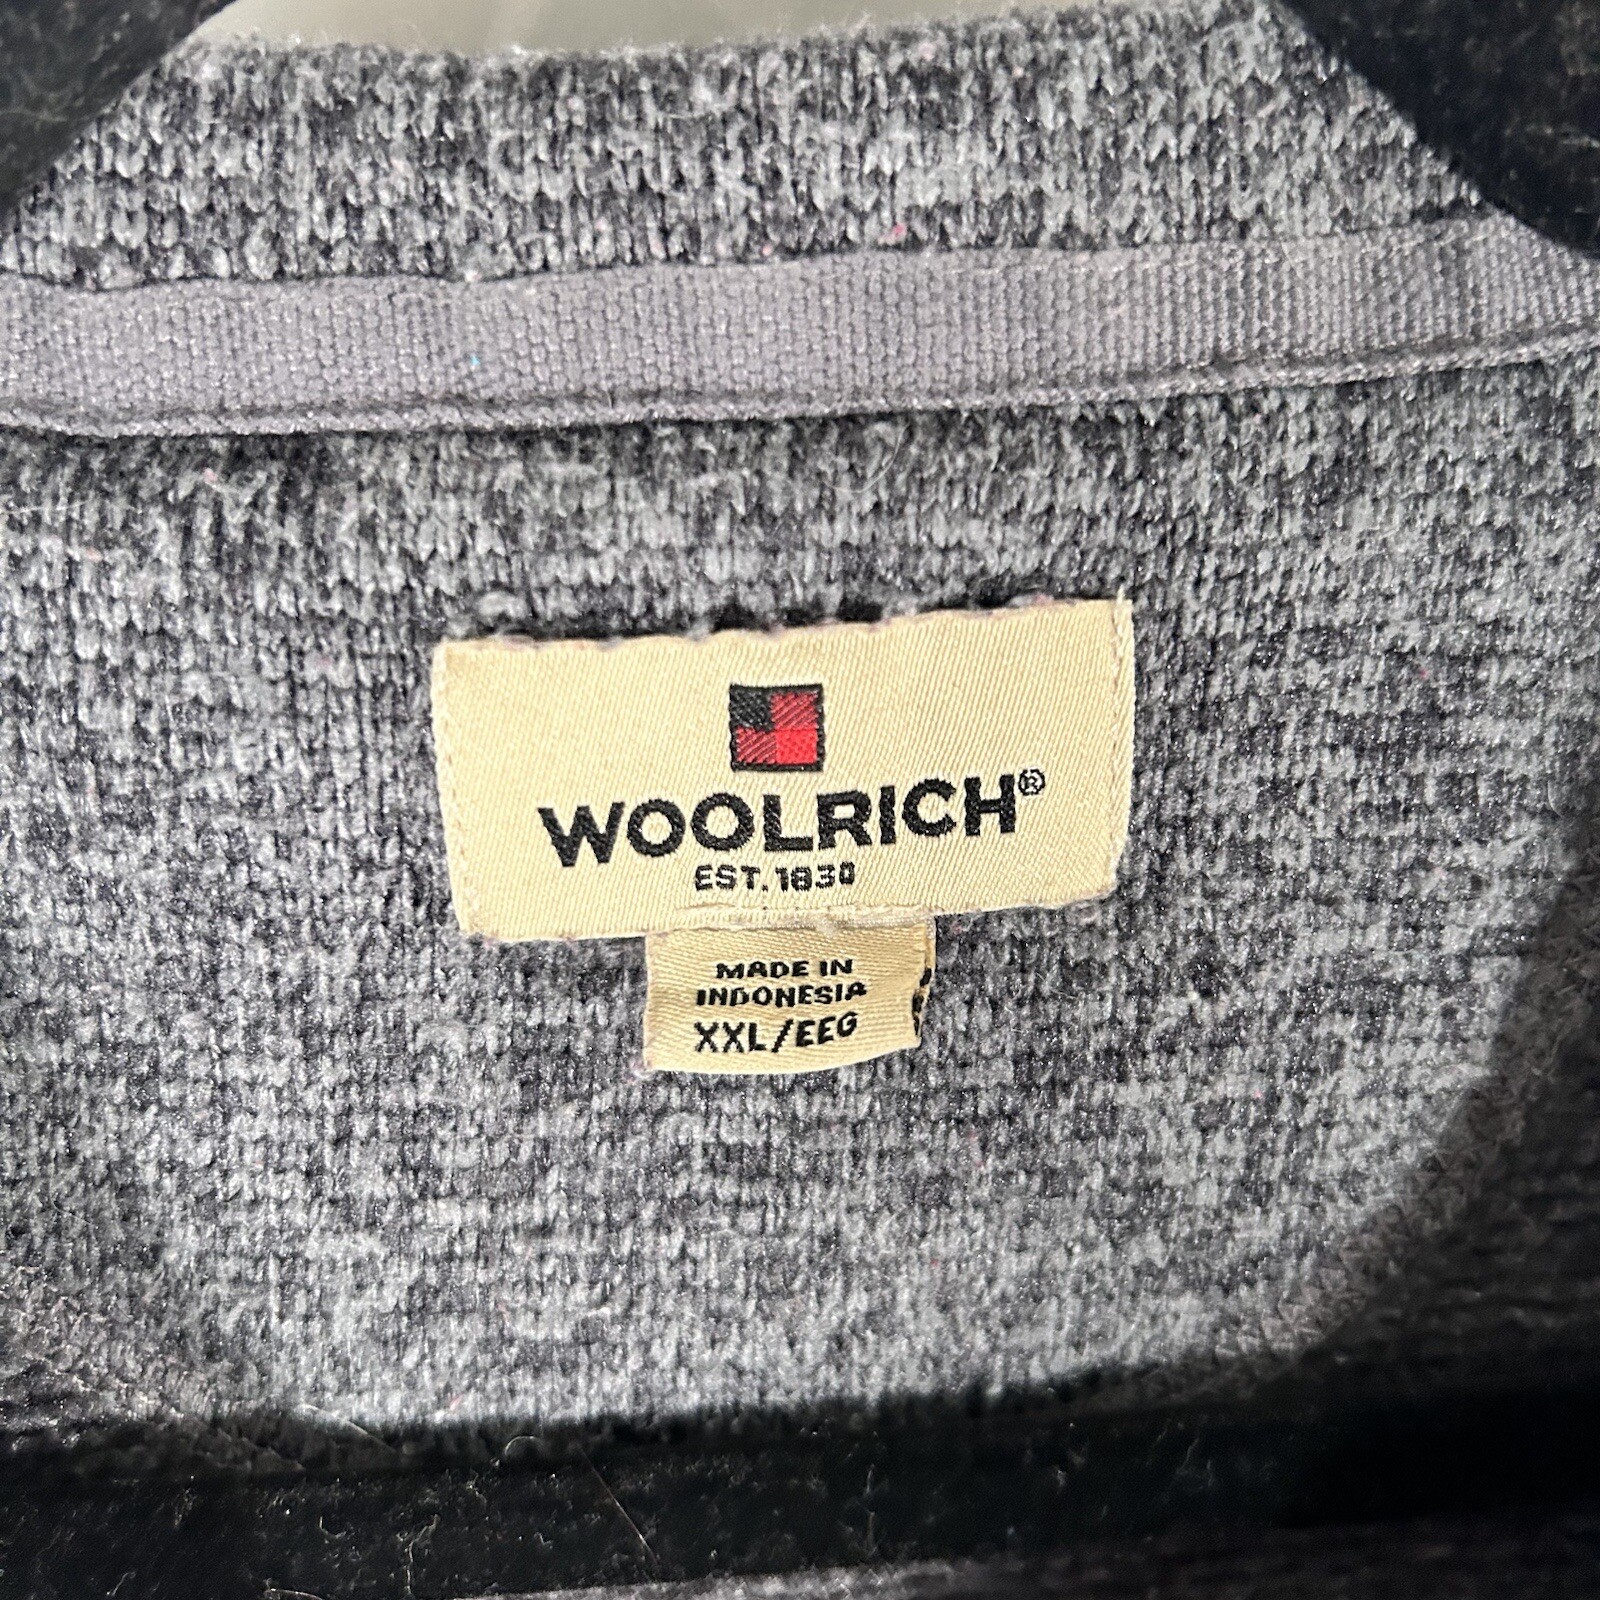 WOOLRICH®
EST. 1830
MADE IN
INDONESIA
XXL/EEG